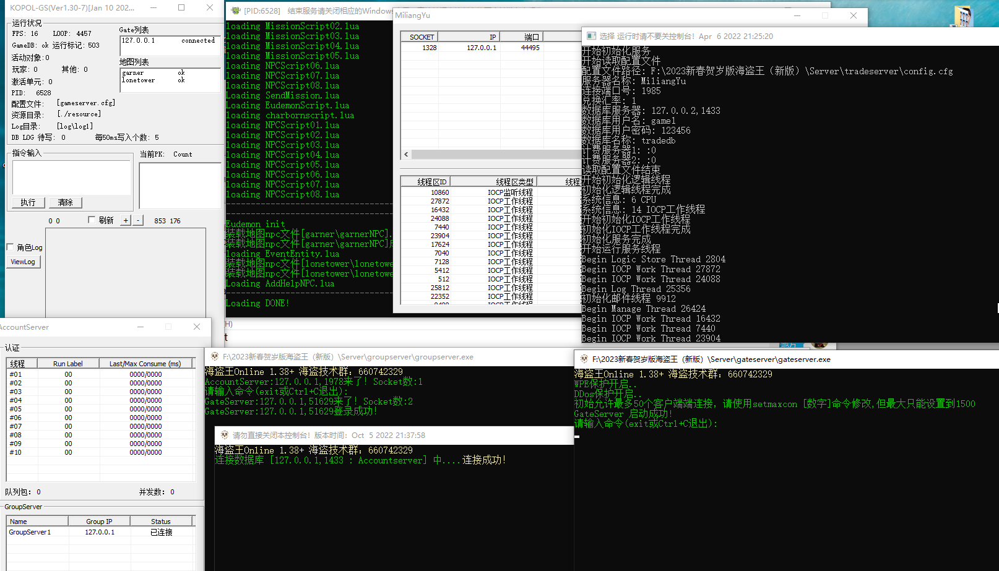 KOPOL-GS(Ver1.30-7)[Jan 10 202...
运行状况
FPS: 16 LOOP: 4457
GameDB: ok 运行标记: 503
活动对象: 0
玩家: 0 其他: 0
激活单元: 0
PID: 6528
配置文件: [gameserver.cfg]
资源目录: [./resource]
Log目录: [log\log1]
DB LOG 待写: 0 每50ms写入个数: 5
Gate列表
127.0.0.1 connected
地图列表
garner ok
lonetower ok
指令输入
执行 清除
当前PK: Count
0 0 刷新 + - 853 176
角色Log
ViewLog
[PID:6528] 结束服务请关闭相应的Windows
loading MissionScript02.lua
loading MissionScript03.lua
loading MissionScript04.lua
loading MissionScript05.lua
loading NPCScript06.lua
loading NPCScript07.lua
loading NPCScript08.lua
Loading SendMission.lua
Loading EudemonScript.lua
loading charbornscript.lua
loading NPCScript01.lua
loading NPCScript02.lua
loading NPCScript03.lua
loading NPCScript04.lua
loading NPCScript05.lua
loading NPCScript06.lua
loading NPCScript07.lua
loading NPCScript08.lua
Eudemon init
装载地图npc文件[garner\garnerNPC].
装载地图npc文件[garner\garnerNPC]
loading EventEntity.lua
装载地图npc文件[lonetower\lonetowe
装载地图npc文件[lonetower\lonetowe
Loading AddHelpNPC.lua
Loading DONE!
MiliangYu
SOCKET IP 端口
1328 127.0.0.1 44495
线程区ID 线程区类型 线程
10860 IOCP监听线程
27872 IOCP工作线程
16432 IOCP工作线程
24088 IOCP工作线程
7440 IOCP工作线程
23904 IOCP工作线程
17624 IOCP工作线程
7040 IOCP工作线程
7128 IOCP工作线程
5412 IOCP工作线程
512 IOCP工作线程
25812 IOCP工作线程
22352 IOCP工作线程
IOCP工作线程
选择 运行时请不要关控制台! Apr 6 2022 21:25:20
开始初始化服务
开始读取配置文件
配置文件路径: F:\2023新春贺岁版海盗王（新版）\Server\tradeserver\config.cfg
服务器名称: MiliangYu
连接端口号: 1985
兑换汇率: 1
数据库服务器: 127.0.0.2,1433
数据库用户名: game1
数据库用户密码: 123456
数据库名称: tradedb
计费服务器1: :0
计费服务器2: :0
读取配置文件结束
开始初始化逻辑线程
初始化逻辑线程完成
系统信息: 6 CPU
系统信息: 14 IOCP工作线程
开始初始化IOCP工作线程
初始化IOCP工作线程完成
初始化服务完成
开始运行服务线程
Begin Logic Store Thread 2804
Begin IOCP Work Thread 27872
Begin IOCP Work Thread 24088
Begin Log Thread 25356
初始化邮件线程 9912
Begin Manage Thread 26424
Begin IOCP Work Thread 16432
Begin IOCP Work Thread 7440
Begin IOCP Work Thread 23904
H)
t
AccountServer
认证
线程 Run Label Last/Max Consume (ms)
#01 00 0000/0000
#02 00 0000/0000
#03 00 0000/0000
#04 00 0000/0000
#05 00 0000/0000
#06 00 0000/0000
#07 00 0000/0000
#08 00 0000/0000
#09 00 0000/0000
#10 00 0000/0000
队列包: 0 并发数: 0
GroupServer
Name Group IP Status
GroupServer1 127.0.0.1 已连接
F:\2023新春贺岁版海盗王（新版）\Server\groupserver\groupserver.exe
海盗王Online 1.38+ 海盗技术群: 660742329
AccountServer:127.0.0.1,1978来了! Socket数:1
请输入命令(exit或Ctrl+C退出):
GateServer:127.0.0.1,51629来了! Socket数:2
GateServer:127.0.0.1,51629登录成功!
请勿直接关闭本控制台! 版本时间: Oct 5 2022 21:37:58
海盗王Online 1.38+ 海盗技术群: 660742329
连接数据库 [127.0.0.1,1433 : Accountserver] 中....连接成功!
F:\2023新春贺岁版海盗王（新版）\Server\gateserver\gateserver.exe
海盗王Online 1.38+ 海盗技术群: 660742329
WPE保护开启..
DDos保护开启..
初始允许最多50个客户端端连接, 请使用setmaxcon [数字]命令修改,但最大只能设置到1500
GateServer 启动成功!
请输入命令(exit或Ctrl+C退出):